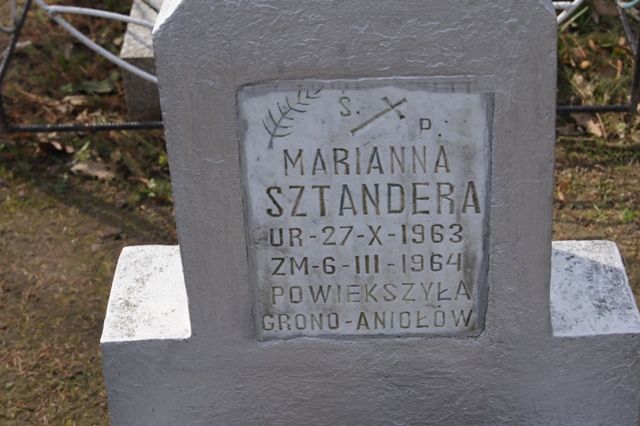 Ś. P.
MARIANNA
SZTANDERA
UR-27-X-1963
ZM-6-III-1964
POWIEKSZYŁA
GRONO-ANIOŁÓW